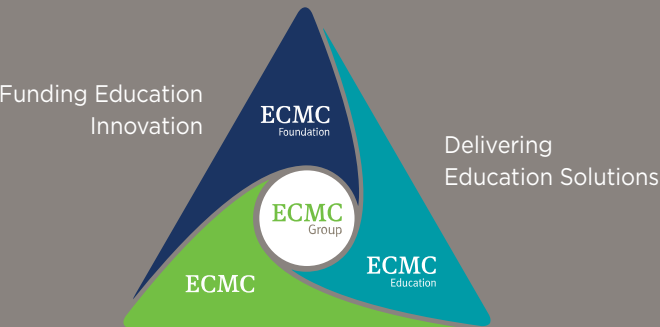 Funding Education
Innovation
ECMC
Foundation
Delivering
Education Solutions
ECMC
Group
ECMC
Education
ECMC